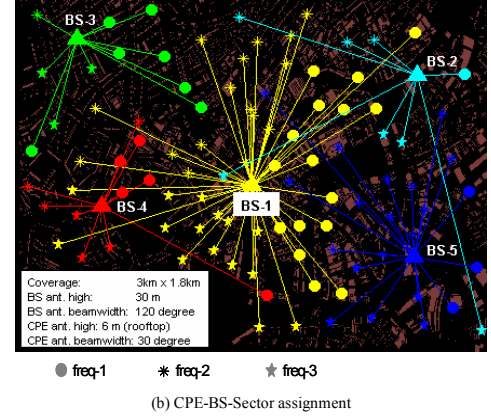 BS-3
BS-2
BS-1
BS-4
BS-5
Coverage: 3km x 1.8km
BS ant. high: 30 m
BS ant. beamwidth: 120 degree
CPE ant. high: 6 m (rooftop)
CPE ant. beamwidth: 30 degree
freq-1 freq-2 freq-3
(b) CPE-BS-Sector assignment